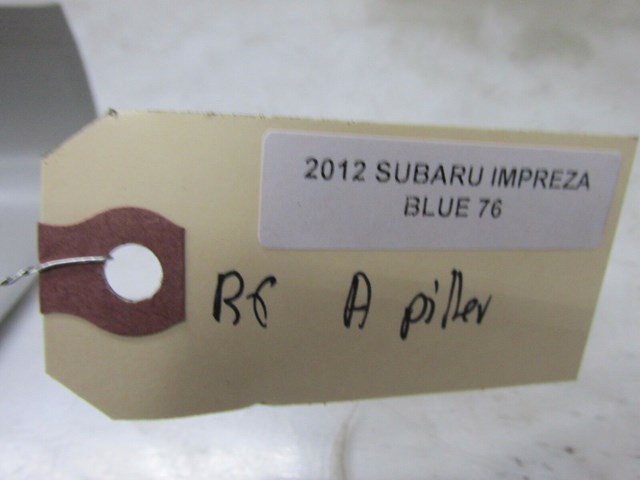 2012 SUBARU IMPREZA
BLUE 76
RF A piller